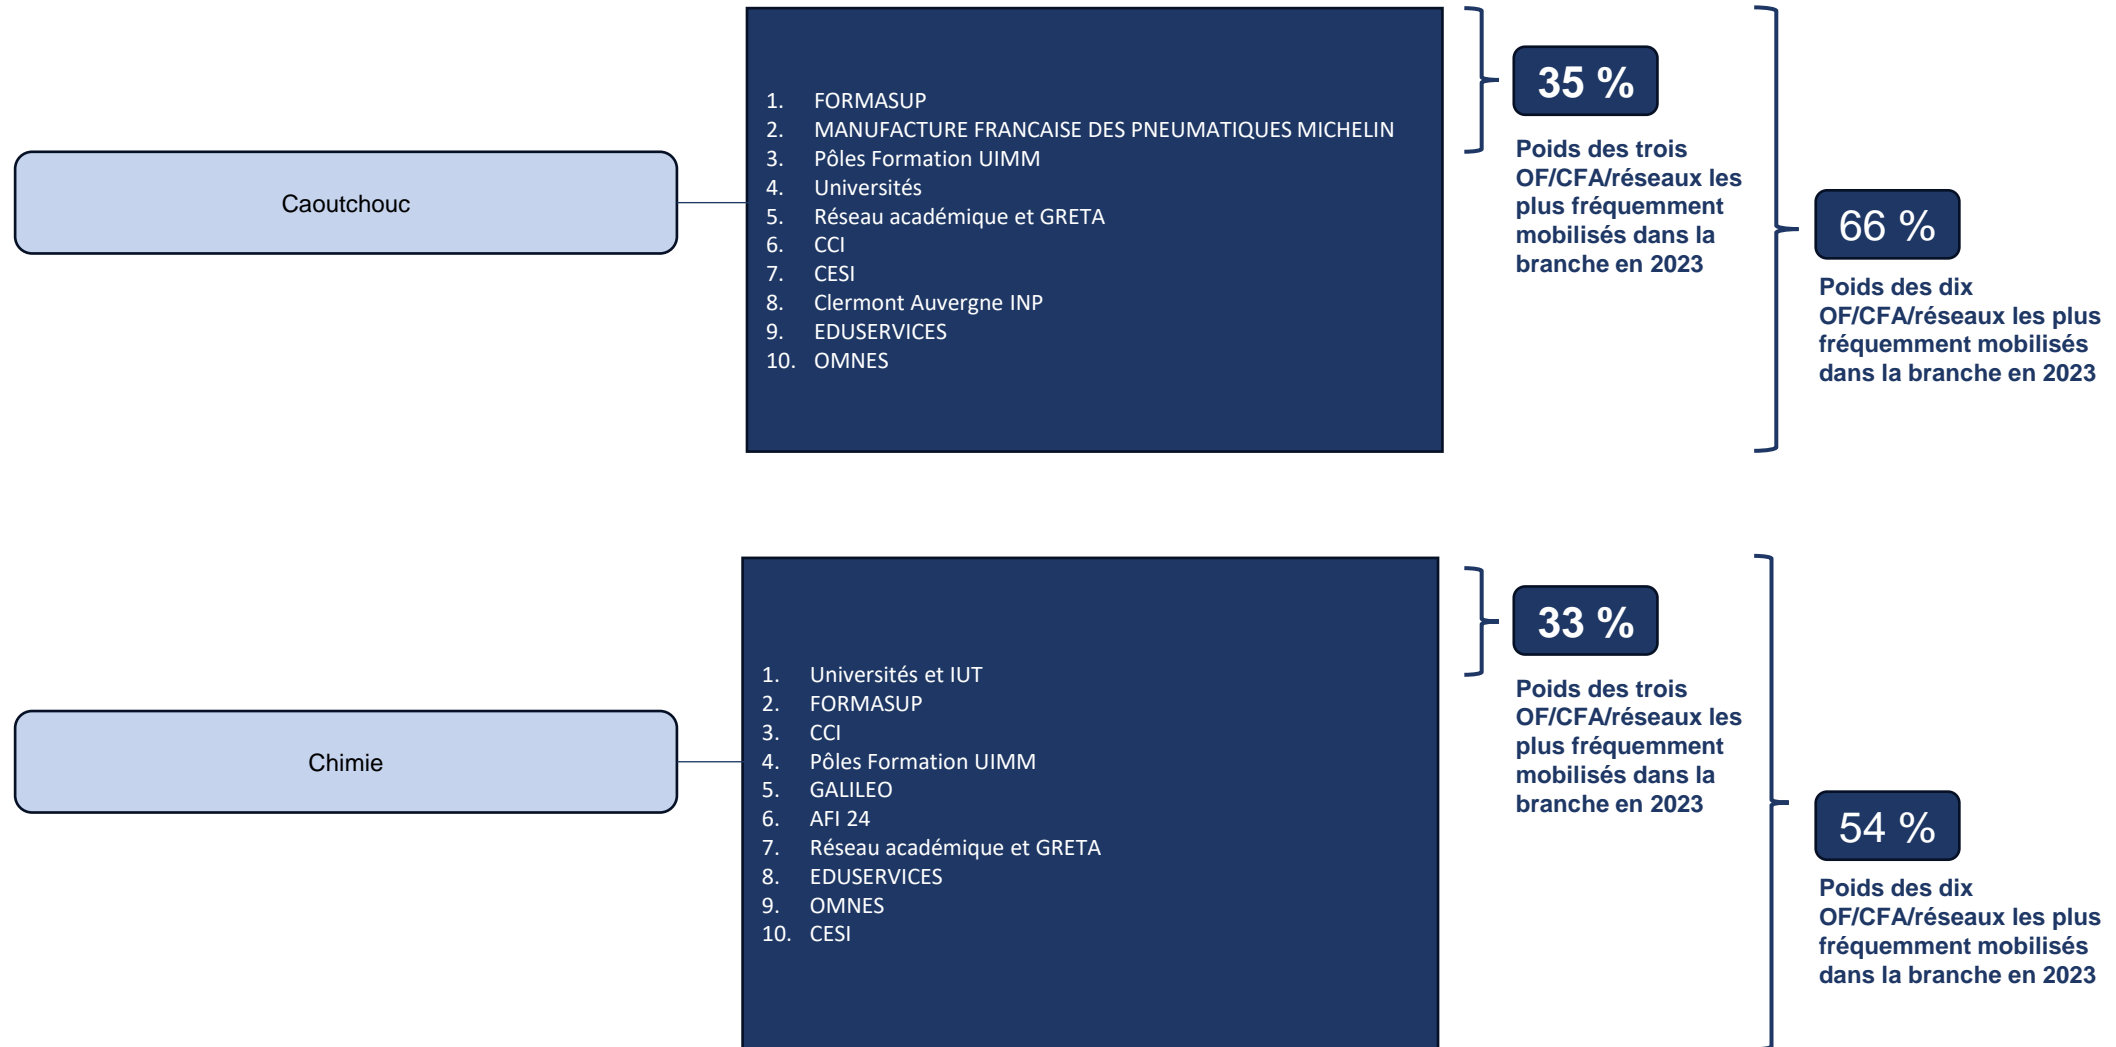 Caoutchouc
1. FORMASUP
2. MANUFACTURE FRANCAISE DES PNEUMATIQUES MICHELIN
3. Pôles Formation UIMM
4. Universités
5. Réseau académique et GRETA
6. CCI
7. CESI
8. Clermont Auvergne INP
9. EDUSERVICES
10. OMNES
35 %
Poids des trois
OF/CFA/réseaux les
plus fréquemment
mobilisés dans la
branche en 2023
66 %
Poids des dix
OF/CFA/réseaux les plus
fréquemment mobilisés
dans la branche en 2023
Chimie
1. Universités et IUT
2. FORMASUP
3. CCI
4. Pôles Formation UIMM
5. GALILEO
6. AFI 24
7. Réseau académique et GRETA
8. EDUSERVICES
9. OMNES
10. CESI
33 %
Poids des trois
OF/CFA/réseaux les
plus fréquemment
mobilisés dans la
branche en 2023
54 %
Poids des dix
OF/CFA/réseaux les plus
fréquemment mobilisés
dans la branche en 2023